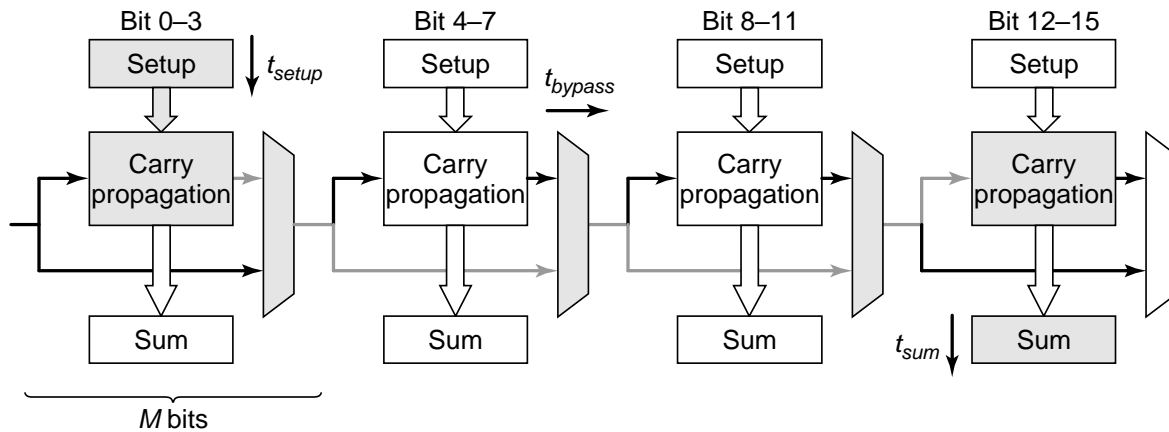 Bit 0–3 Bit 4–7 Bit 8–11 Bit 12–15
Setup Setup Setup Setup
t_setup
t_bypass
Carry propagation
Carry propagation
Carry propagation
Carry propagation
Sum Sum Sum Sum
t_sum
M bits